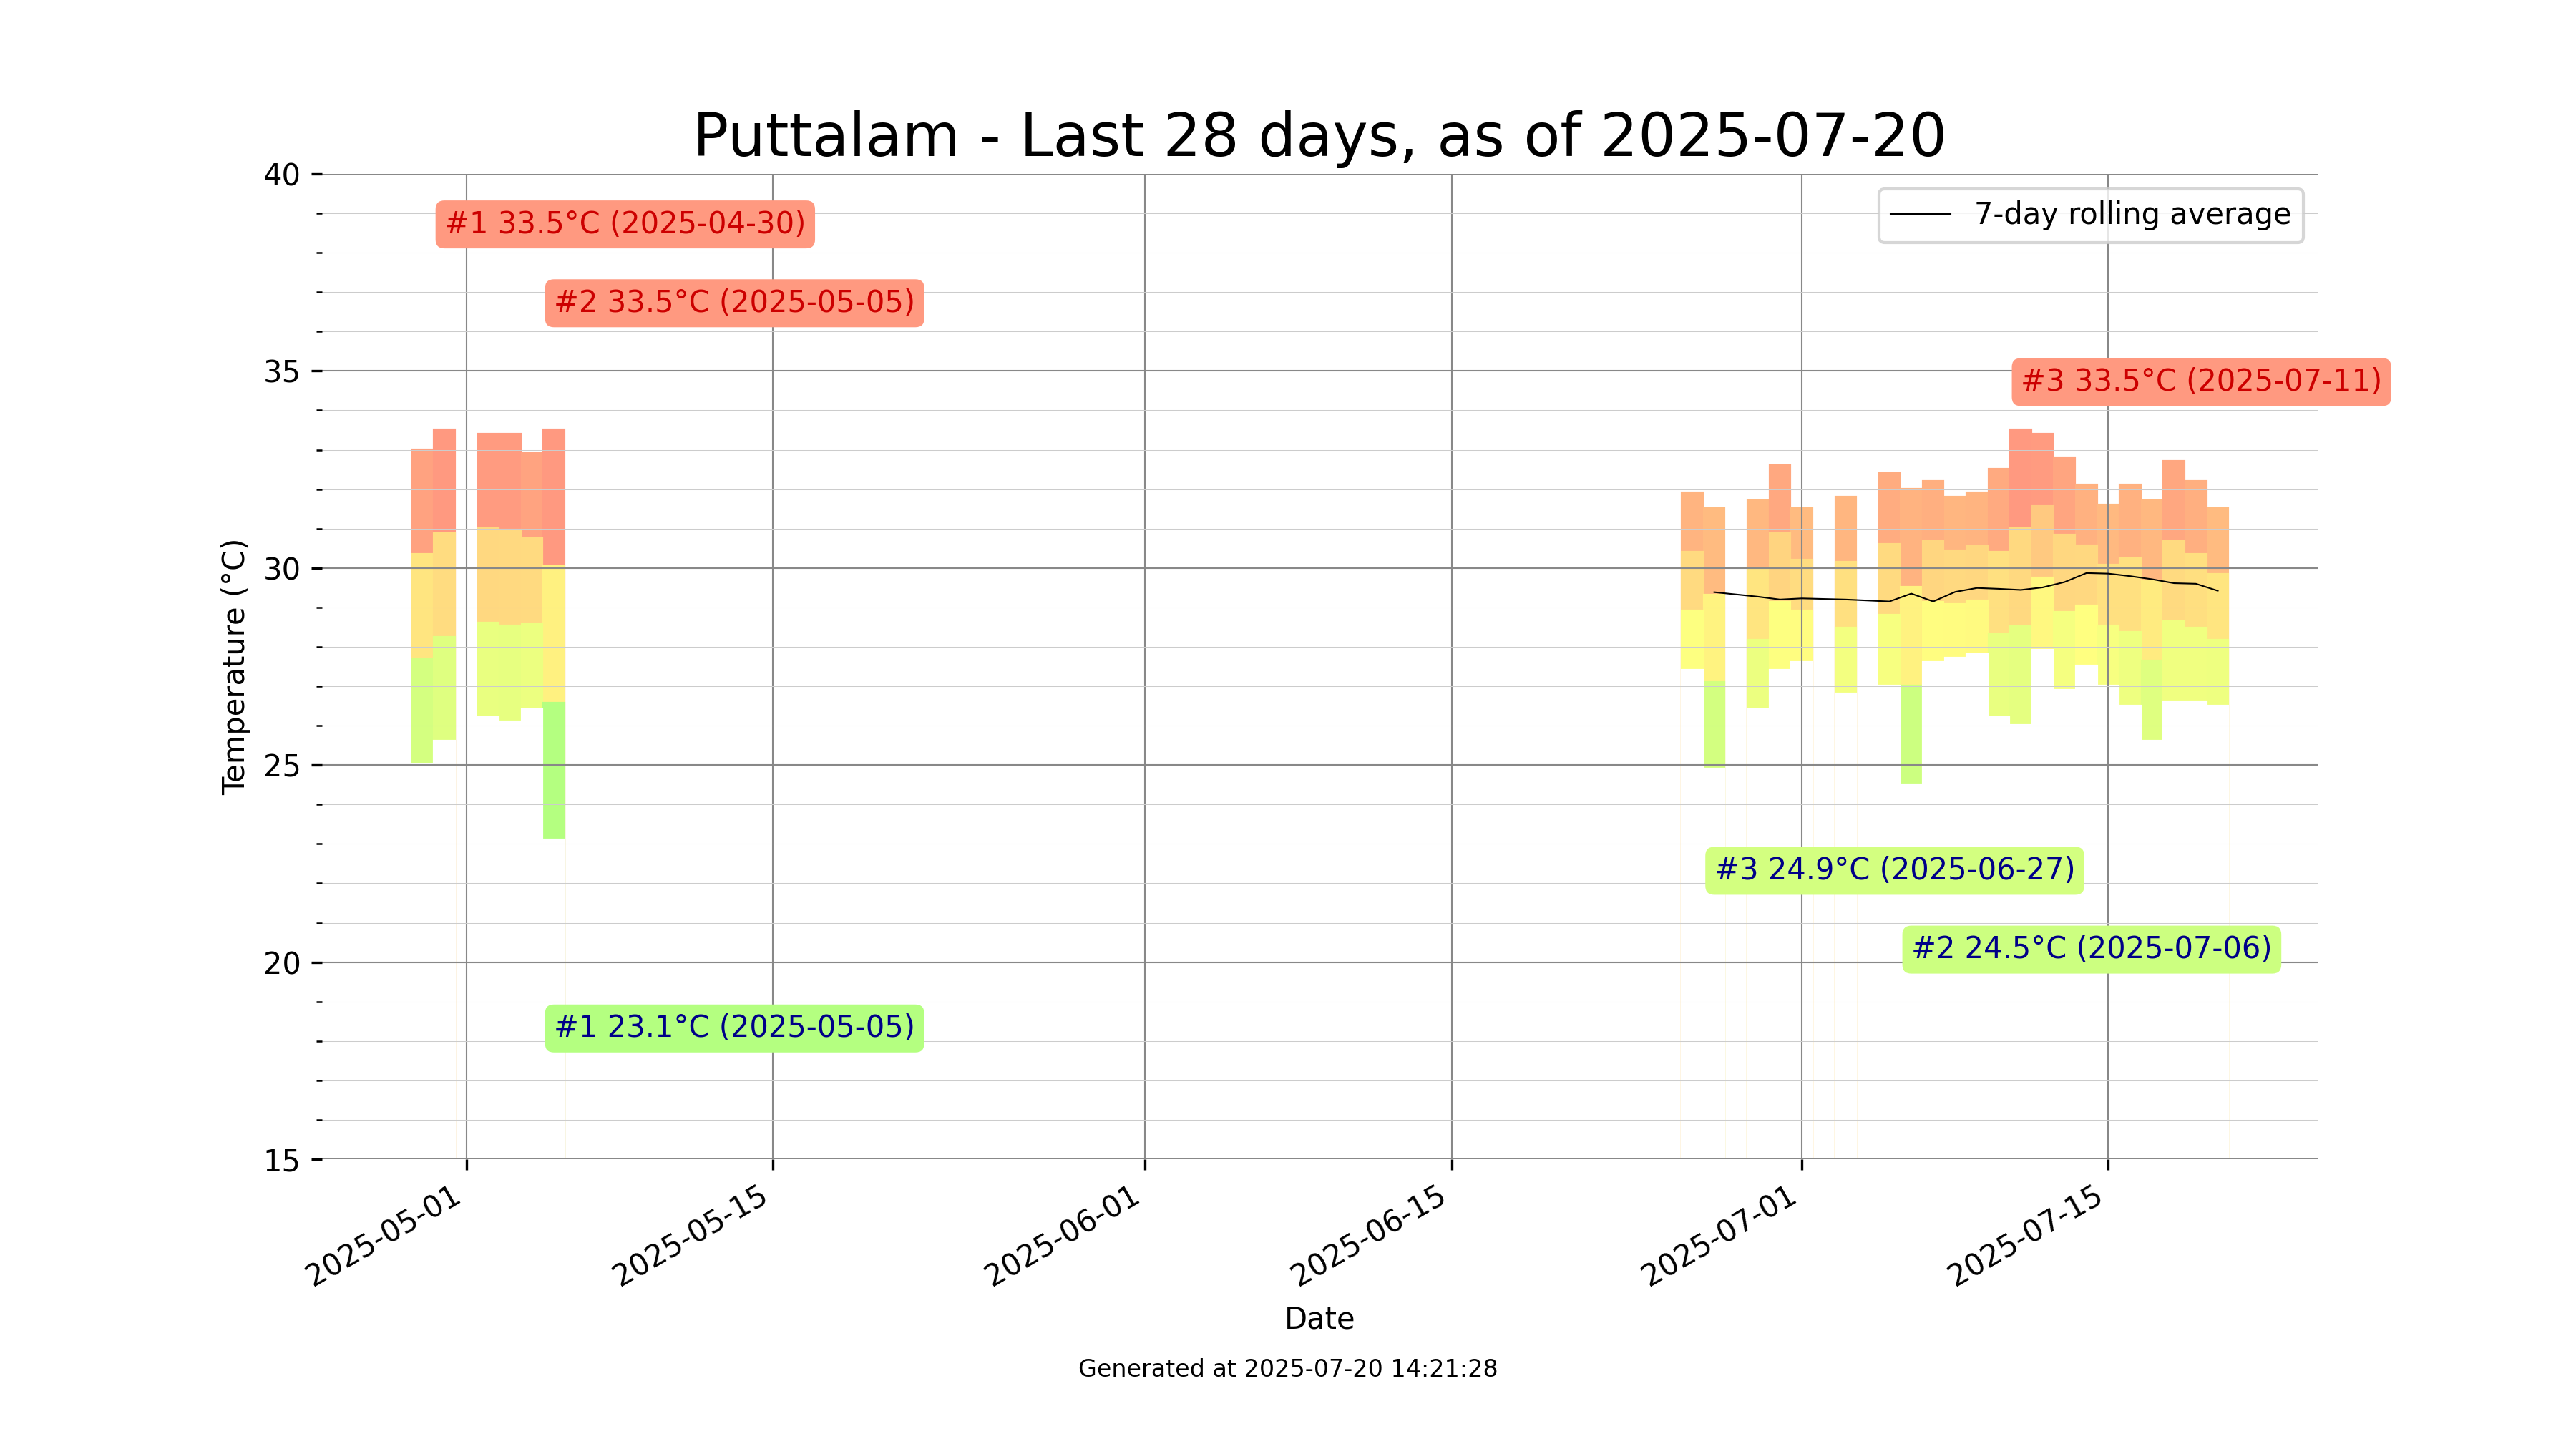 Puttalam - Last 28 days, as of 2025-07-20
40
35
30
25
20
15
Temperature (°C)
7-day rolling average
#1 33.5°C (2025-04-30)
#2 33.5°C (2025-05-05)
#3 33.5°C (2025-07-11)
#3 24.9°C (2025-06-27)
#2 24.5°C (2025-07-06)
#1 23.1°C (2025-05-05)
2025-05-01
2025-05-15
2025-06-01
2025-06-15
2025-07-01
2025-07-15
Date
Generated at 2025-07-20 14:21:28